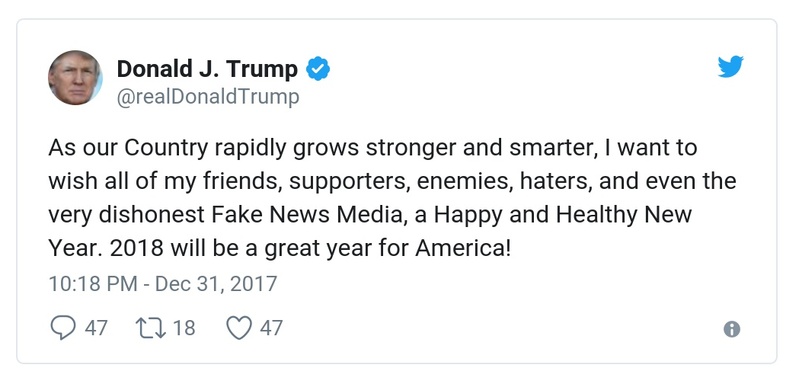 Donald J. Trump
@realDonaldTrump
As our Country rapidly grows stronger and smarter, I want to
wish all of my friends, supporters, enemies, haters, and even the
very dishonest Fake News Media, a Happy and Healthy New
Year. 2018 will be a great year for America!
10:18 PM - Dec 31, 2017
47 18 47